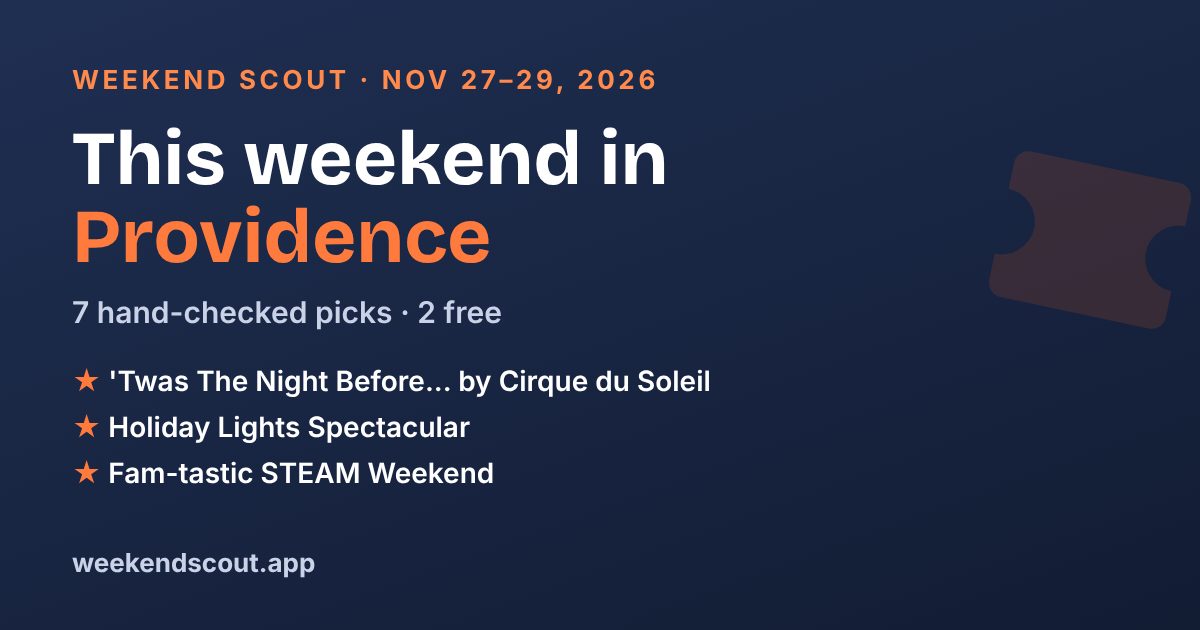 WEEKEND SCOUT · NOV 27–29, 2026
This weekend in
Providence
7 hand-checked picks · 2 free
★ 'Twas The Night Before... by Cirque du Soleil
★ Holiday Lights Spectacular
★ Fam-tastic STEAM Weekend
weekendscout.app